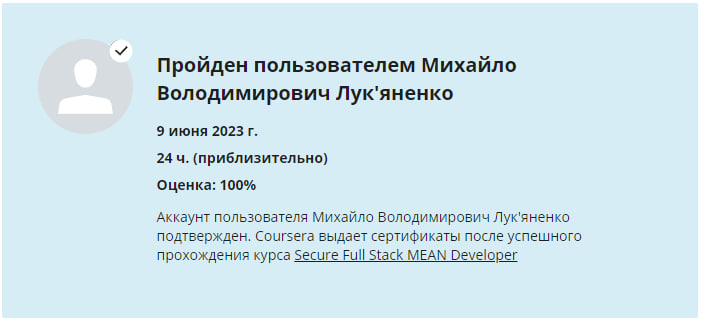 Пройден пользователем Михайло
Володимирович Лук'яненко
9 июня 2023 г.
24 ч. (приблизительно)
Оценка: 100%
Аккаунт пользователя Михайло Володимирович Лук'яненко
подтвержден. Coursera выдает сертификаты после успешного
прохождения курса Secure Full Stack MEAN Developer